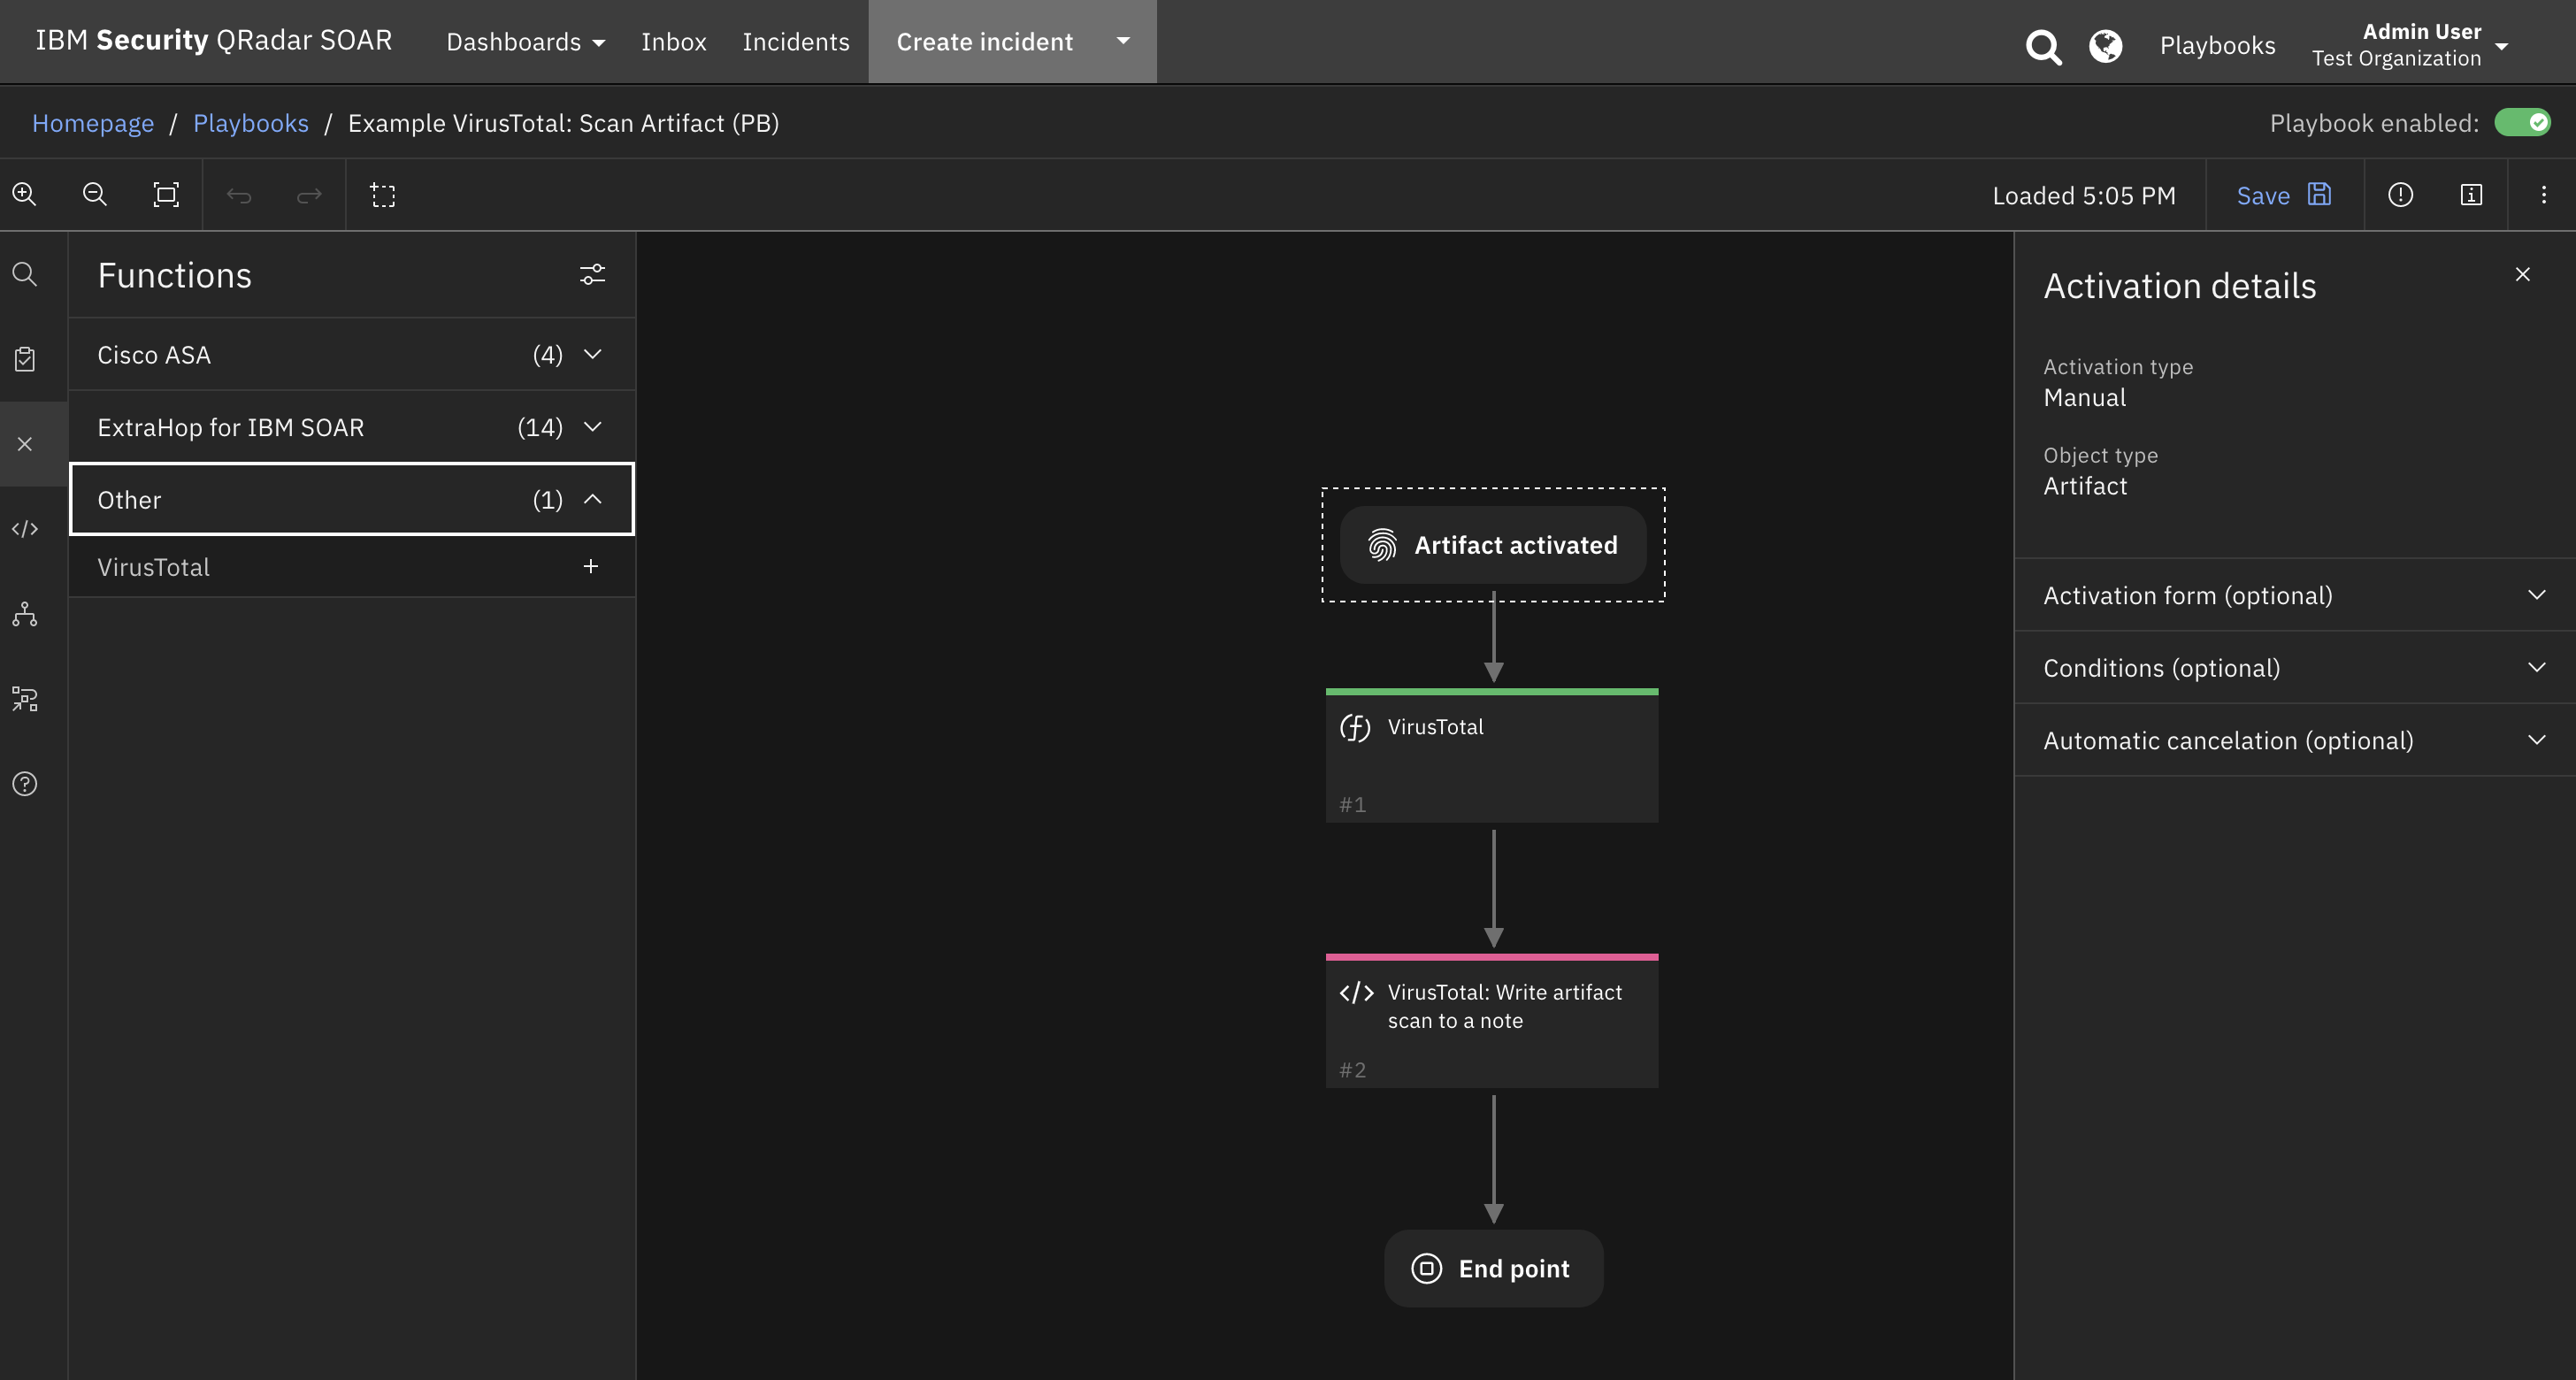 IBM Security QRadar SOAR
Dashboards
Inbox
Incidents
Create incident
Playbooks
Admin User
Test Organization
Homepage / Playbooks / Example VirusTotal: Scan Artifact (PB)
Playbook enabled:
Loaded 5:05 PM
Save
Functions
Cisco ASA (4)
ExtraHop for IBM SOAR (14)
Other (1)
VirusTotal
Artifact activated
VirusTotal
#1
VirusTotal: Write artifact
scan to a note
#2
End point
Activation details
Activation type
Manual
Object type
Artifact
Activation form (optional)
Conditions (optional)
Automatic cancelation (optional)